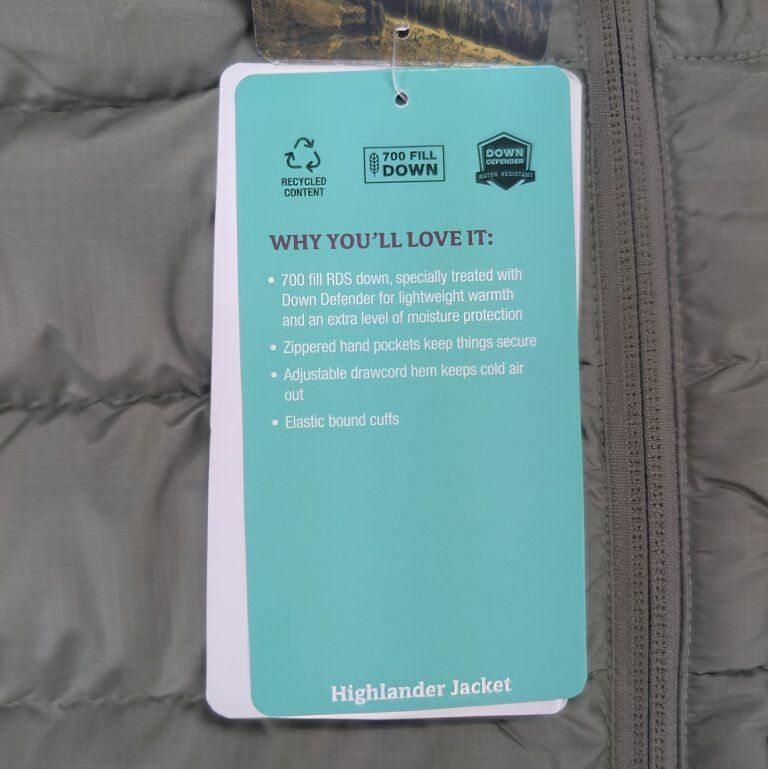 RECYCLED
CONTENT
700 FILL
DOWN
DOWN
DEFENDER
WATER RESISTANT
WHY YOU'LL LOVE IT:
• 700 fill RDS down, specially treated with
Down Defender for lightweight warmth
and an extra level of moisture protection
• Zippered hand pockets keep things secure
• Adjustable drawcord hem keeps cold air
out
• Elastic bound cuffs
Highlander Jacket